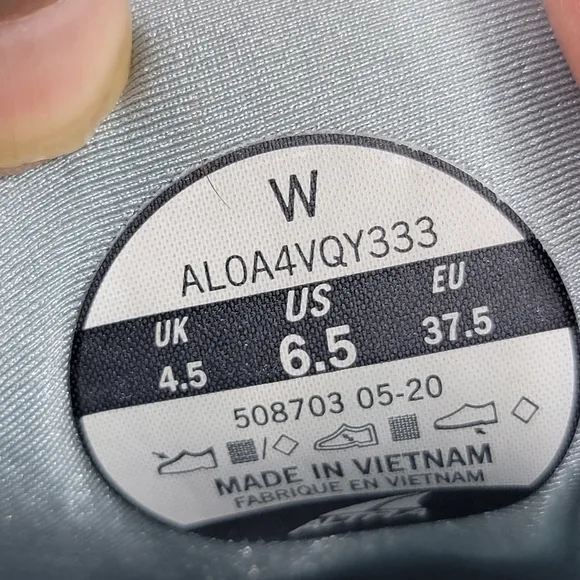 W
AL0A4VQY333
UK US EU
4.5 6.5 37.5
508703 05-20
MADE IN VIETNAM
FABRIQUE EN VIETNAM
ALTRA